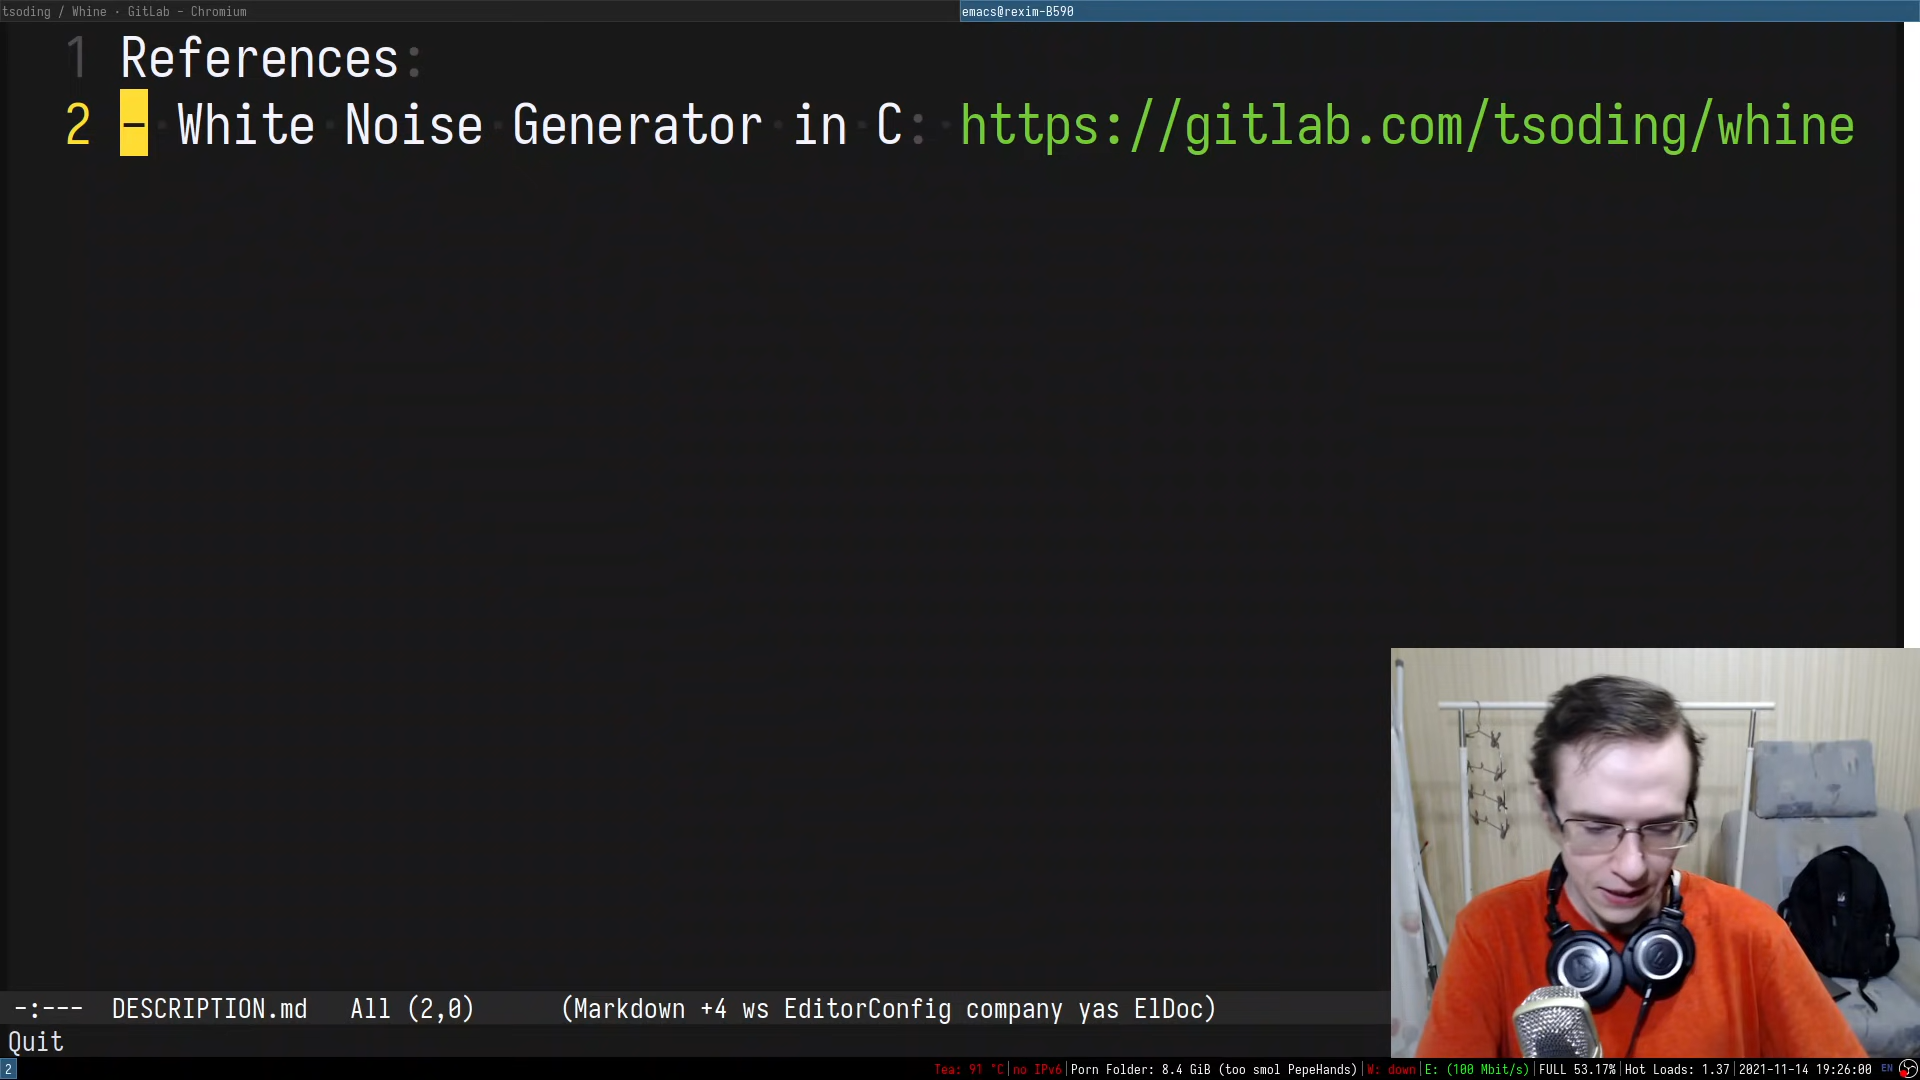 tsoding / Whine · GitLab - Chromium
emacs@rexim-B590
1 References:
2 - White Noise Generator in C: https://gitlab.com/tsoding/whine
-:--- DESCRIPTION.md All (2,0) (Markdown +4 ws EditorConfig company yas ElDoc)
Quit
2 Tea: 91 °C|no IPv6|Porn Folder: 8.4 GiB (too smol PepeHands)|W: down|E: (100 Mbit/s)|FULL 53.17%|Hot Loads: 1.37|2021-11-14 19:26:00 EN